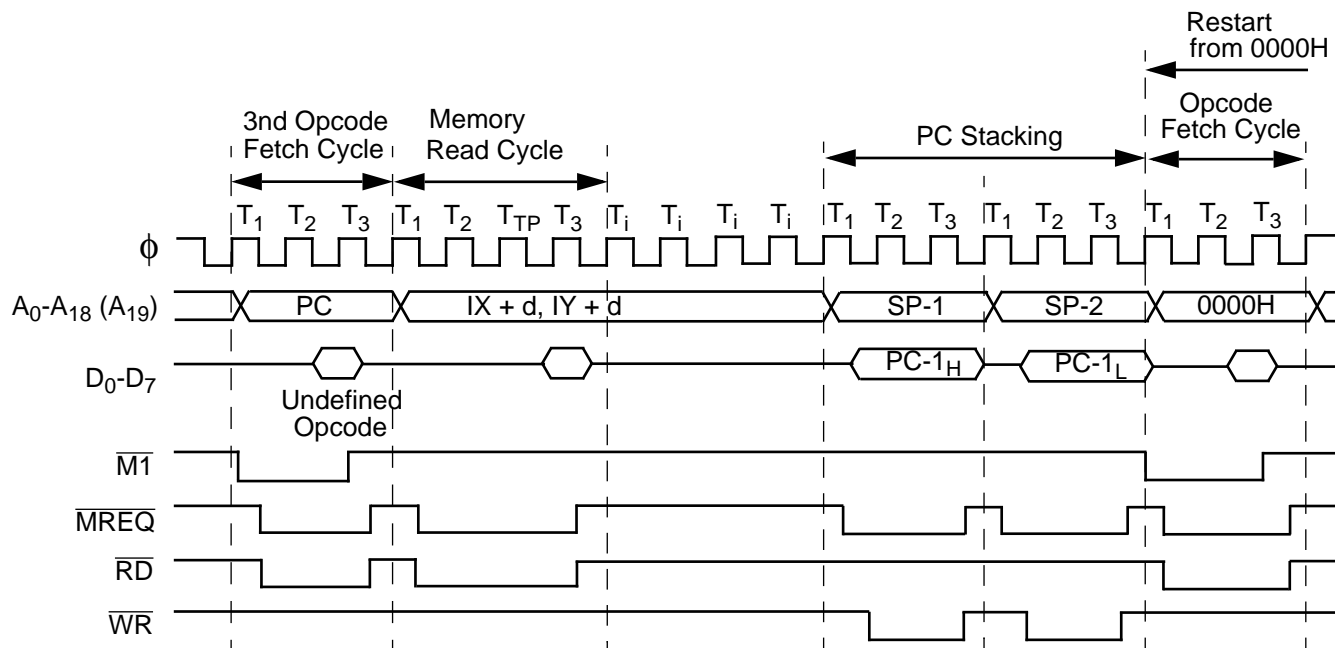 Restart
from 0000H
3nd Opcode
Fetch Cycle
Memory
Read Cycle
PC Stacking
Opcode
Fetch Cycle
T1 T2 T3 T1 T2 TTP T3 Ti Ti Ti Ti T1 T2 T3 T1 T2 T3 T1 T2 T3
ϕ
A0-A18 (A19) PC IX + d, IY + d SP-1 SP-2 0000H
D0-D7 PC-1H PC-1L
Undefined
Opcode
M1
MREQ
RD
WR